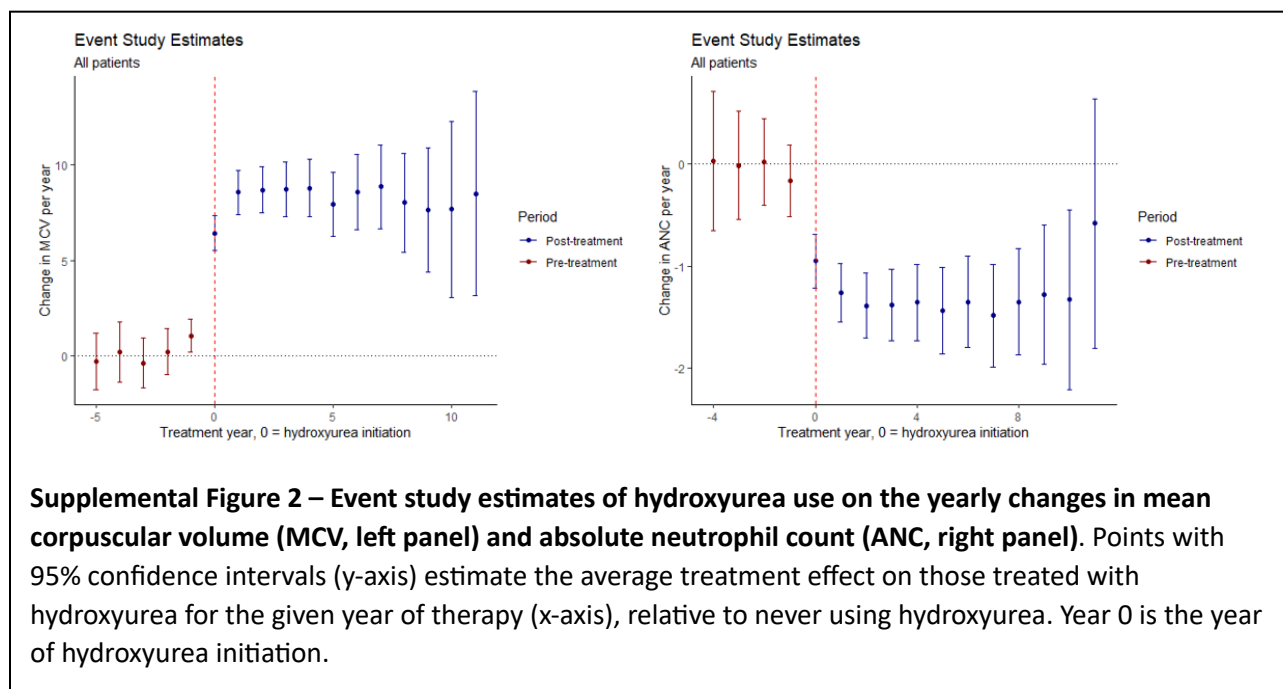 Event Study Estimates
All patients
Change in MCV per year
10
5
0
-5
0
5
10
Treatment year, 0 = hydroxyurea initiation
Period
Post-treatment
Pre-treatment
Event Study Estimates
All patients
Change in ANC per year
0
-1
-2
-4
0
4
8
Treatment year, 0 = hydroxyurea initiation
Period
Post-treatment
Pre-treatment
Supplemental Figure 2 – Event study estimates of hydroxyurea use on the yearly changes in mean
corpuscular volume (MCV, left panel) and absolute neutrophil count (ANC, right panel). Points with
95% confidence intervals (y-axis) estimate the average treatment effect on those treated with
hydroxyurea for the given year of therapy (x-axis), relative to never using hydroxyurea. Year 0 is the year
of hydroxyurea initiation.